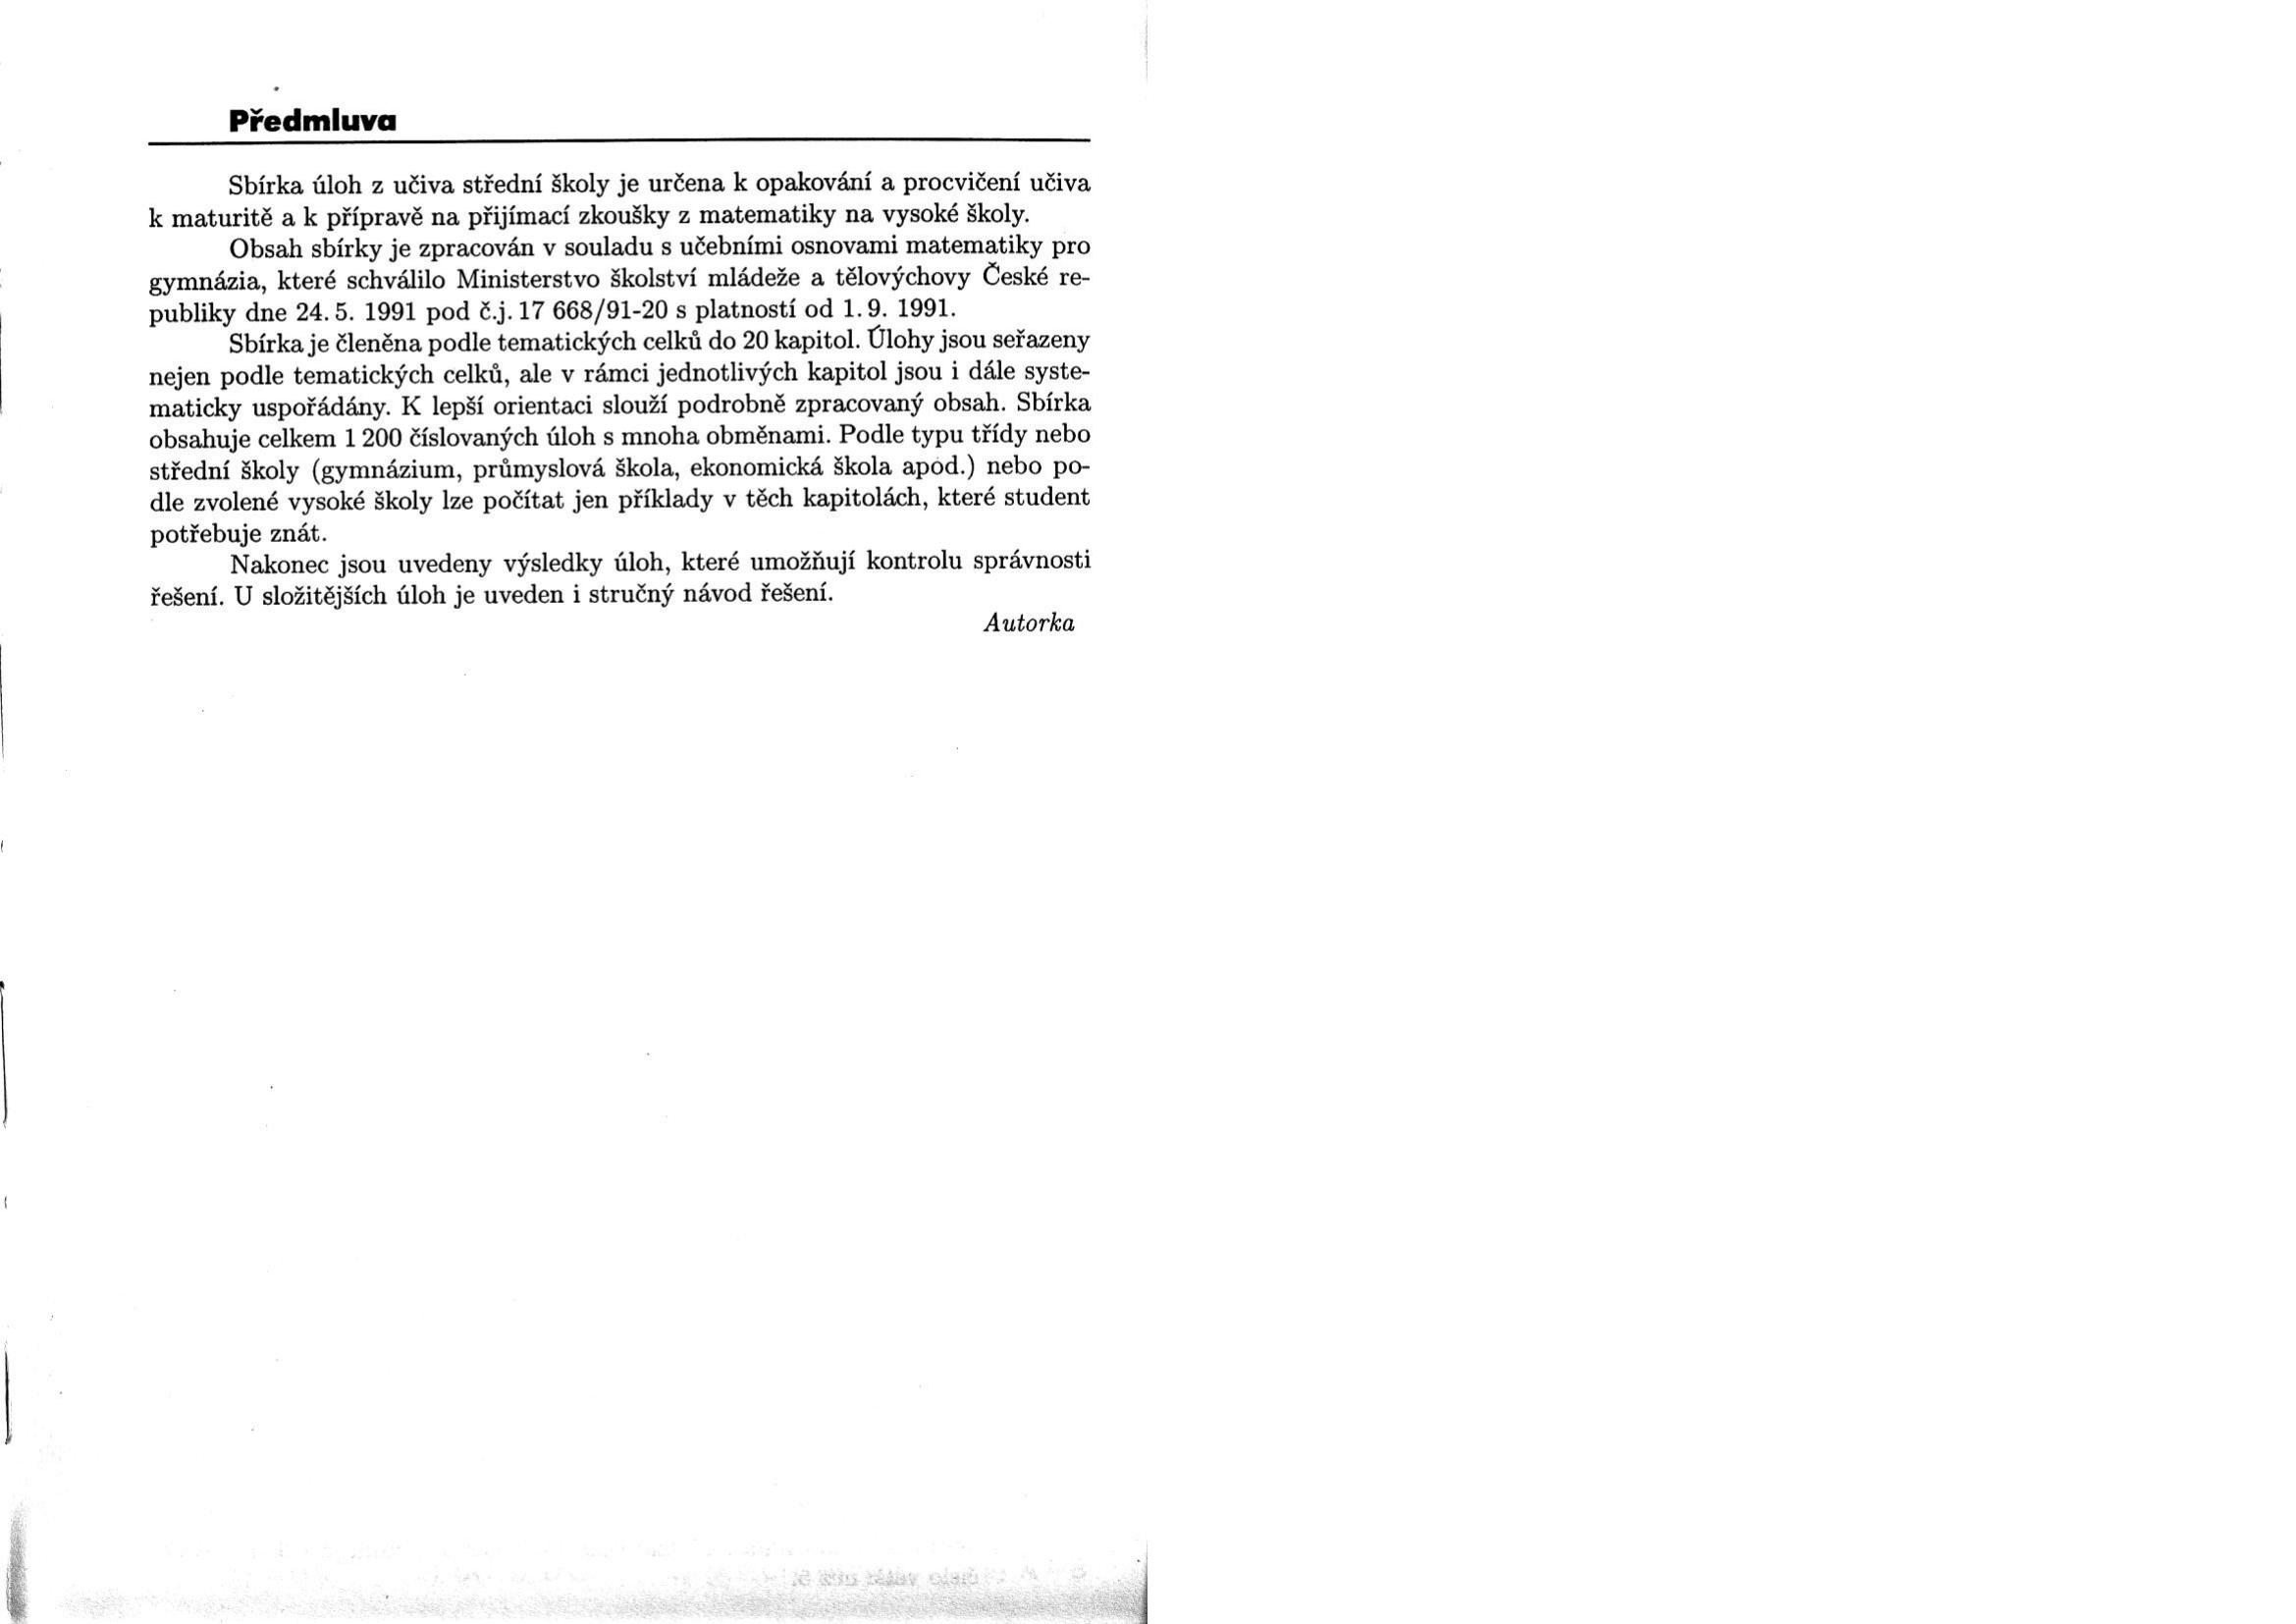 Předmluva
Sbírka úloh z učiva střední školy je určena k opakování a procvičení učiva
k maturitě a k přípravě na přijímací zkoušky z matematiky na vysoké školy.
Obsah sbírky je zpracován v souladu s učebními osnovami matematiky pro
gymnázia, které schválilo Ministerstvo školství mládeže a tělovýchovy České re-
publiky dne 24. 5. 1991 pod č.j. 17 668/91-20 s platností od 1. 9. 1991.
Sbírka je členěna podle tematických celků do 20 kapitol. Úlohy jsou seřazeny
nejen podle tematických celků, ale v rámci jednotlivých kapitol jsou i dále syste-
maticky uspořádány. K lepší orientaci slouží podrobně zpracovaný obsah. Sbírka
obsahuje celkem 1 200 číslovaných úloh s mnoha obměnami. Podle typu třídy nebo
střední školy (gymnázium, průmyslová škola, ekonomická škola apod.) nebo po-
dle zvolené vysoké školy lze počítat jen příklady v těch kapitolách, které student
potřebuje znát.
Nakonec jsou uvedeny výsledky úloh, které umožňují kontrolu správnosti
řešení. U složitějších úloh je uveden i stručný návod řešení.
Autorka